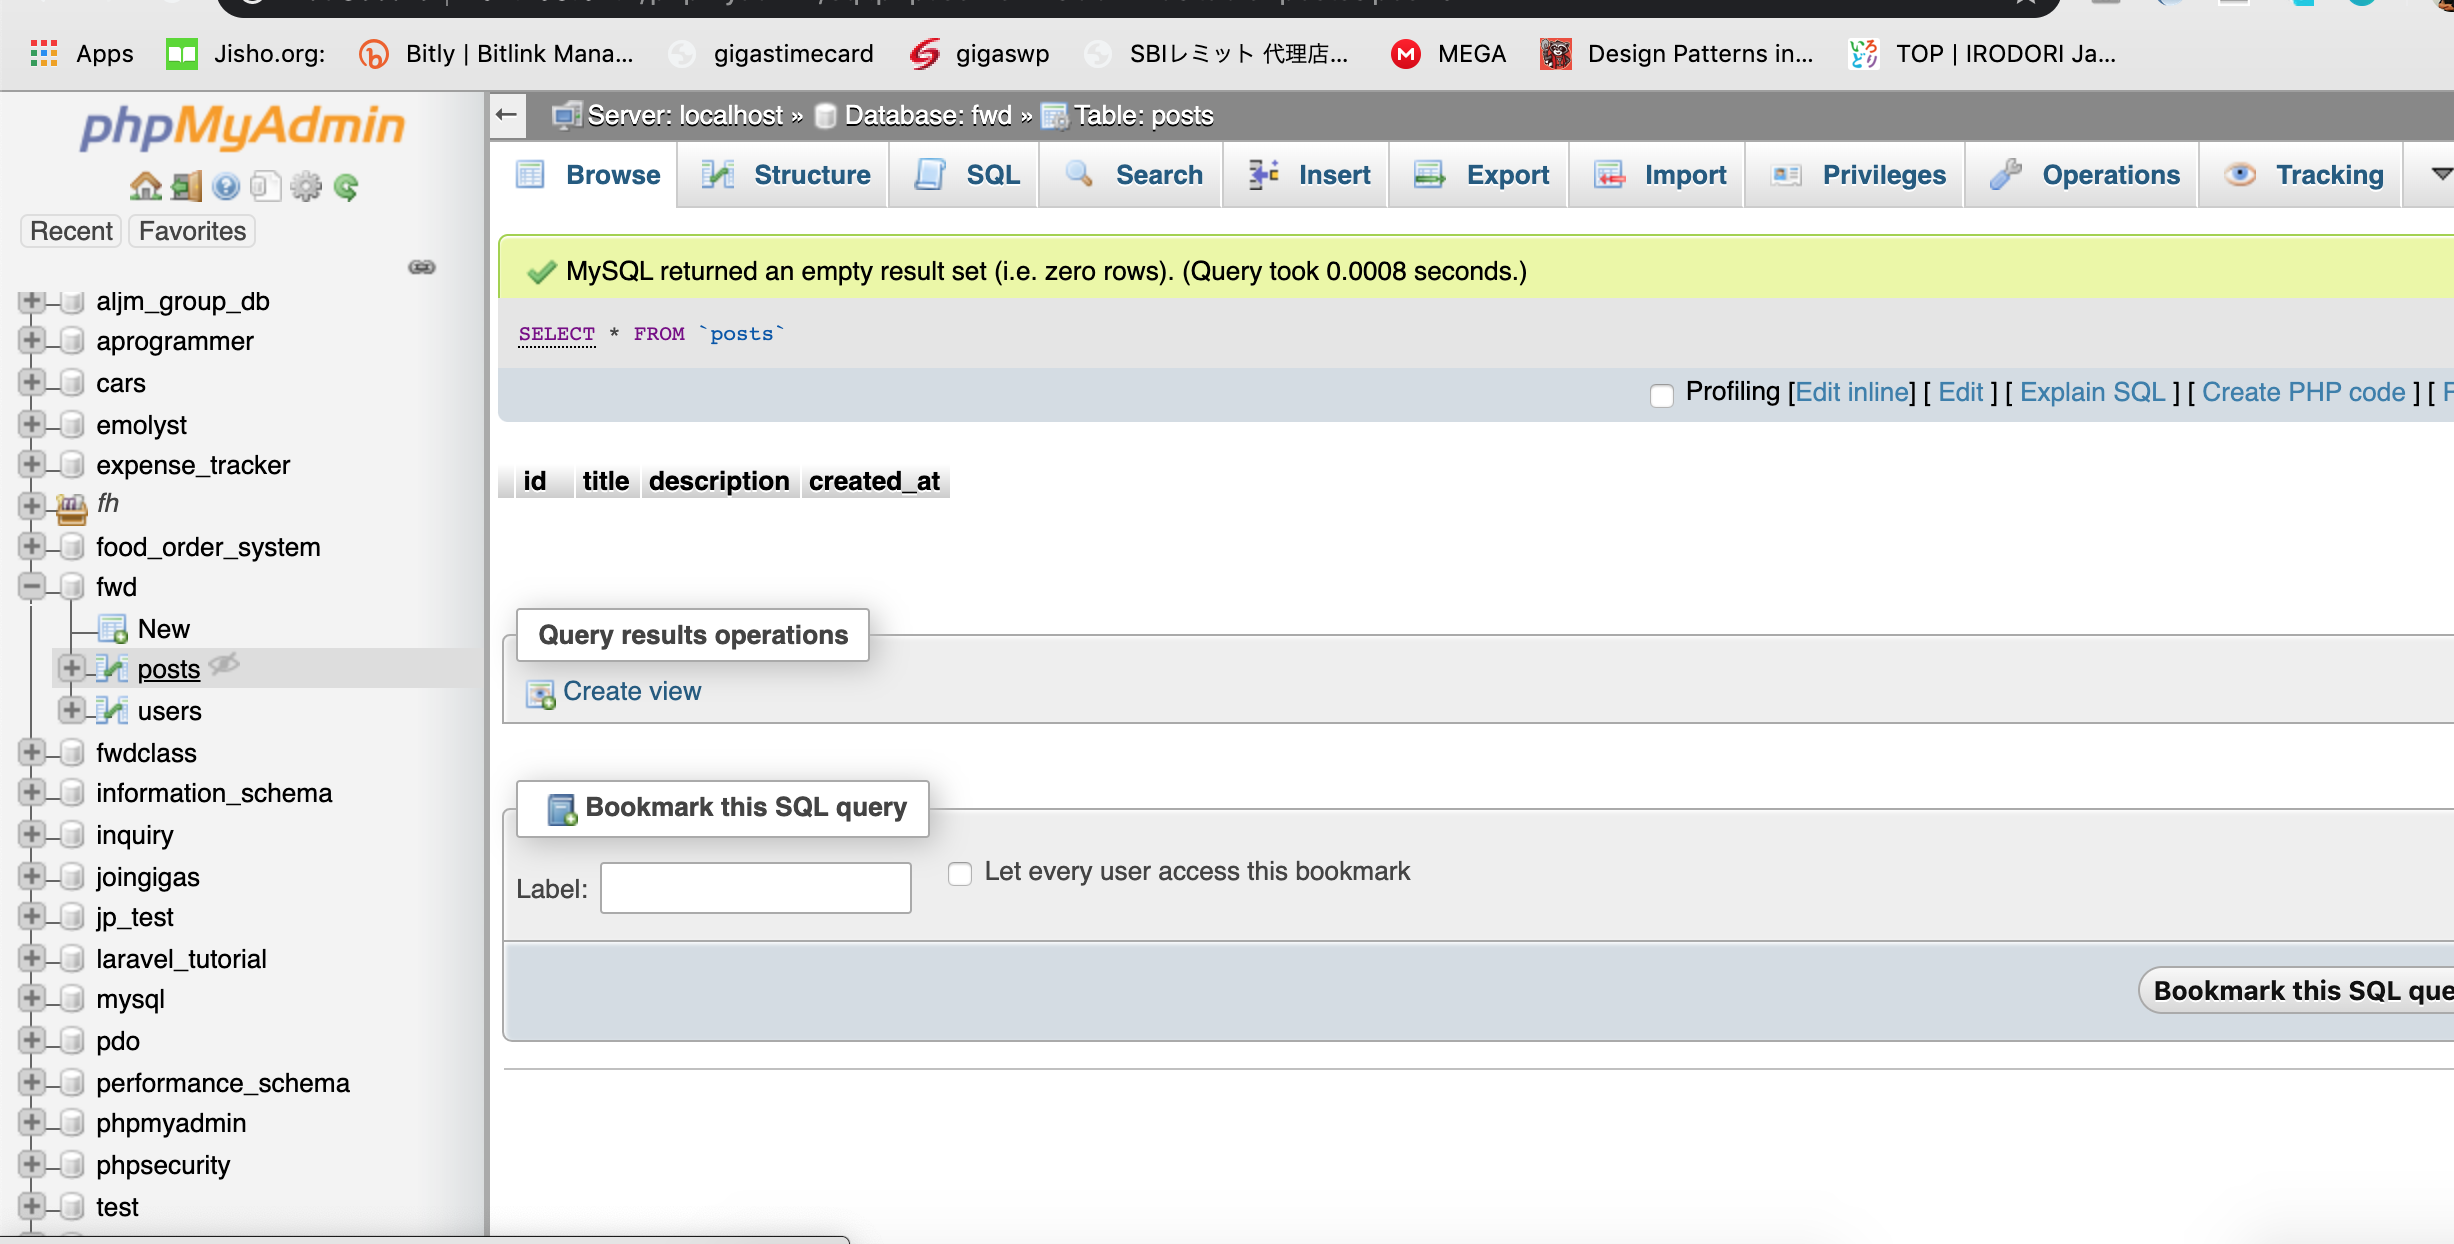 Apps Jisho.org: Bitly | Bitlink Mana... gigastimecard gigaswp SBIレミット 代理店... MEGA Design Patterns in... TOP | IRODORI Ja...
phpMyAdmin
Recent Favorites
aljm_group_db
aprogrammer
cars
emolyst
expense_tracker
fh
food_order_system
fwd
New
posts
users
fwdclass
information_schema
inquiry
joingigas
jp_test
laravel_tutorial
mysql
pdo
performance_schema
phpmyadmin
phpsecurity
test
Server: localhost » Database: fwd » Table: posts
Browse Structure SQL Search Insert Export Import Privileges Operations Tracking
MySQL returned an empty result set (i.e. zero rows). (Query took 0.0008 seconds.)
SELECT * FROM `posts`
Profiling [Edit inline] [ Edit ] [ Explain SQL ] [ Create PHP code ] [
id title description created_at
Query results operations
Create view
Bookmark this SQL query
Label: Let every user access this bookmark
Bookmark this SQL que